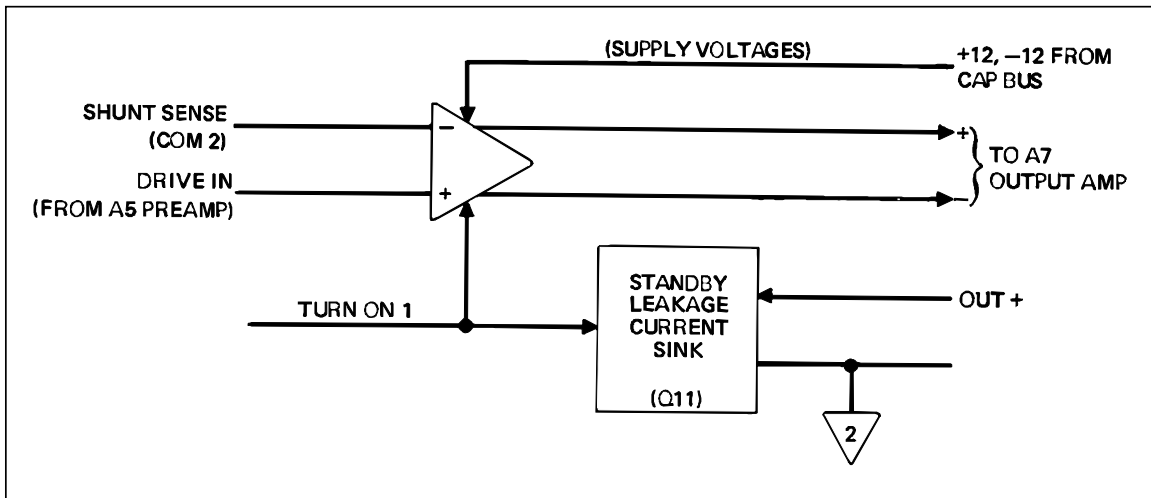 (SUPPLY VOLTAGES)
+12, −12 FROM
CAP BUS
SHUNT SENSE
(COM 2)
−
+
DRIVE IN
(FROM A5 PREAMP)
+
−
TO A7
OUTPUT AMP
TURN ON 1
STANDBY
LEAKAGE
CURRENT
SINK
(Q11)
OUT +
2